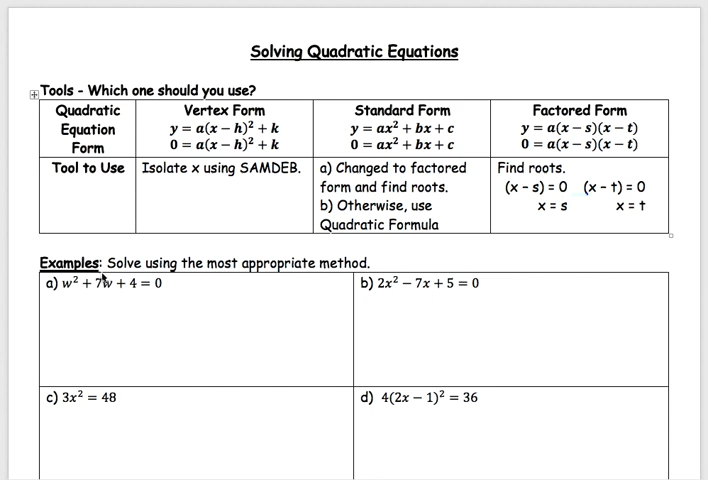 Solving Quadratic Equations
Tools - Which one should you use?
Quadratic Equation Form
Vertex Form
y = a(x − h)² + k
0 = a(x − h)² + k
Standard Form
y = ax² + bx + c
0 = ax² + bx + c
Factored Form
y = a(x − s)(x − t)
0 = a(x − s)(x − t)
Tool to Use
Isolate x using SAMDEB.
a) Changed to factored
form and find roots.
b) Otherwise, use
Quadratic Formula
Find roots.
(x - s) = 0 (x - t) = 0
x = s x = t
Examples: Solve using the most appropriate method.
a) w² + 7w + 4 = 0
b) 2x² − 7x + 5 = 0
c) 3x² = 48
d) 4(2x − 1)² = 36